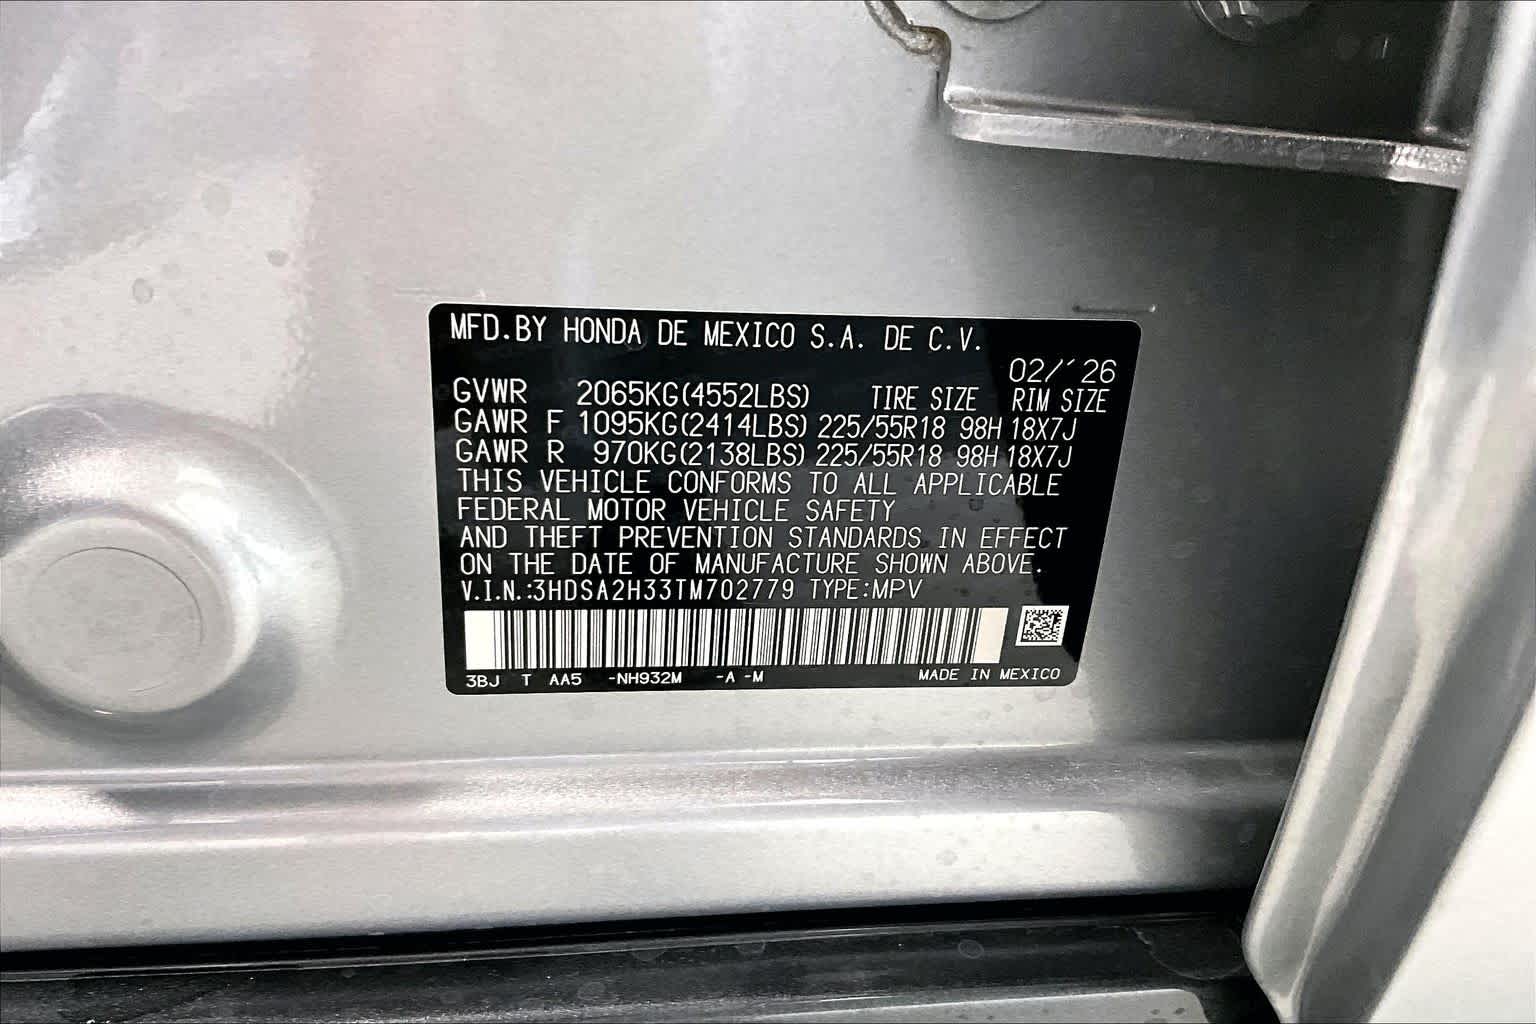 MFD.BY HONDA DE MEXICO S.A. DE C.V.
02/'26
GVWR 2065KG(4552LBS) TIRE SIZE RIM SIZE
GAWR F 1095KG(2414LBS) 225/55R18 98H 18X7J
GAWR R 970KG(2138LBS) 225/55R18 98H 18X7J
THIS VEHICLE CONFORMS TO ALL APPLICABLE
FEDERAL MOTOR VEHICLE SAFETY
AND THEFT PREVENTION STANDARDS IN EFFECT
ON THE DATE OF MANUFACTURE SHOWN ABOVE.
V.I.N.:3HDSA2H33TM702779 TYPE:MPV
3BJ T AA5 -NH932M -A -M MADE IN MEXICO